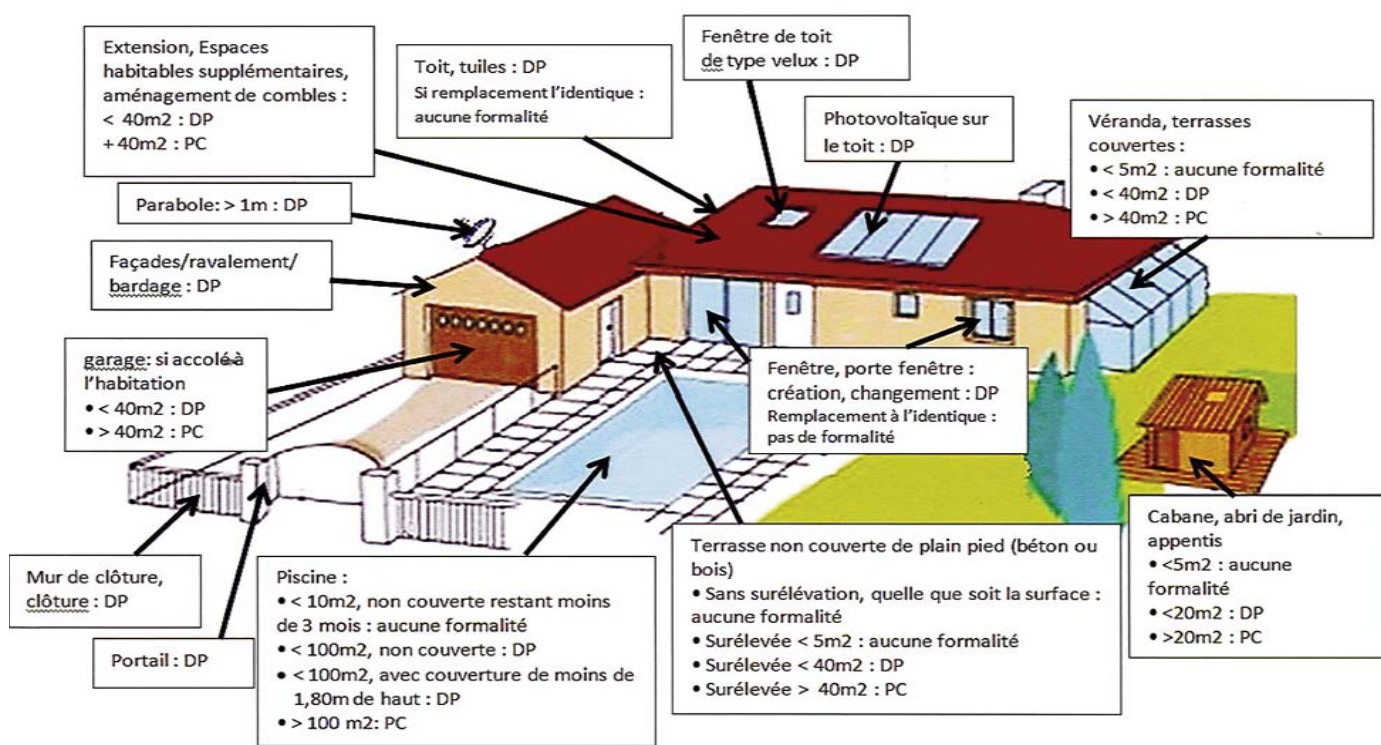 Extension, Espaces
habitables supplémentaires,
aménagement de combles :
< 40m2 : DP
+ 40m2 : PC
Toit, tuiles : DP
Si remplacement l’identique :
aucune formalité
Fenêtre de toit
de type velux : DP
Photovoltaïque sur
le toit : DP
Véranda, terrasses
couvertes :
• < 5m2 : aucune formalité
• < 40m2 : DP
• > 40m2 : PC
Parabole: > 1m : DP
Façades/ravalement/
bardage : DP
garage: si accolé à
l’habitation
• < 40m2 : DP
• > 40m2 : PC
Fenêtre, porte fenêtre :
création, changement : DP
Remplacement à l’identique :
pas de formalité
Mur de clôture,
clôture : DP
Portail : DP
Piscine :
• < 10m2, non couverte restant moins
de 3 mois : aucune formalité
• < 100m2, non couverte : DP
• < 100m2, avec couverture de moins de
1,80m de haut : DP
• > 100 m2: PC
Terrasse non couverte de plain pied (béton ou
bois)
• Sans surélévation, quelle que soit la surface :
aucune formalité
• Surélevée < 5m2 : aucune formalité
• Surélevée < 40m2 : DP
• Surélevée > 40m2 : PC
Cabane, abri de jardin,
appentis
• <5m2 : aucune
formalité
• <20m2 : DP
• >20m2 : PC